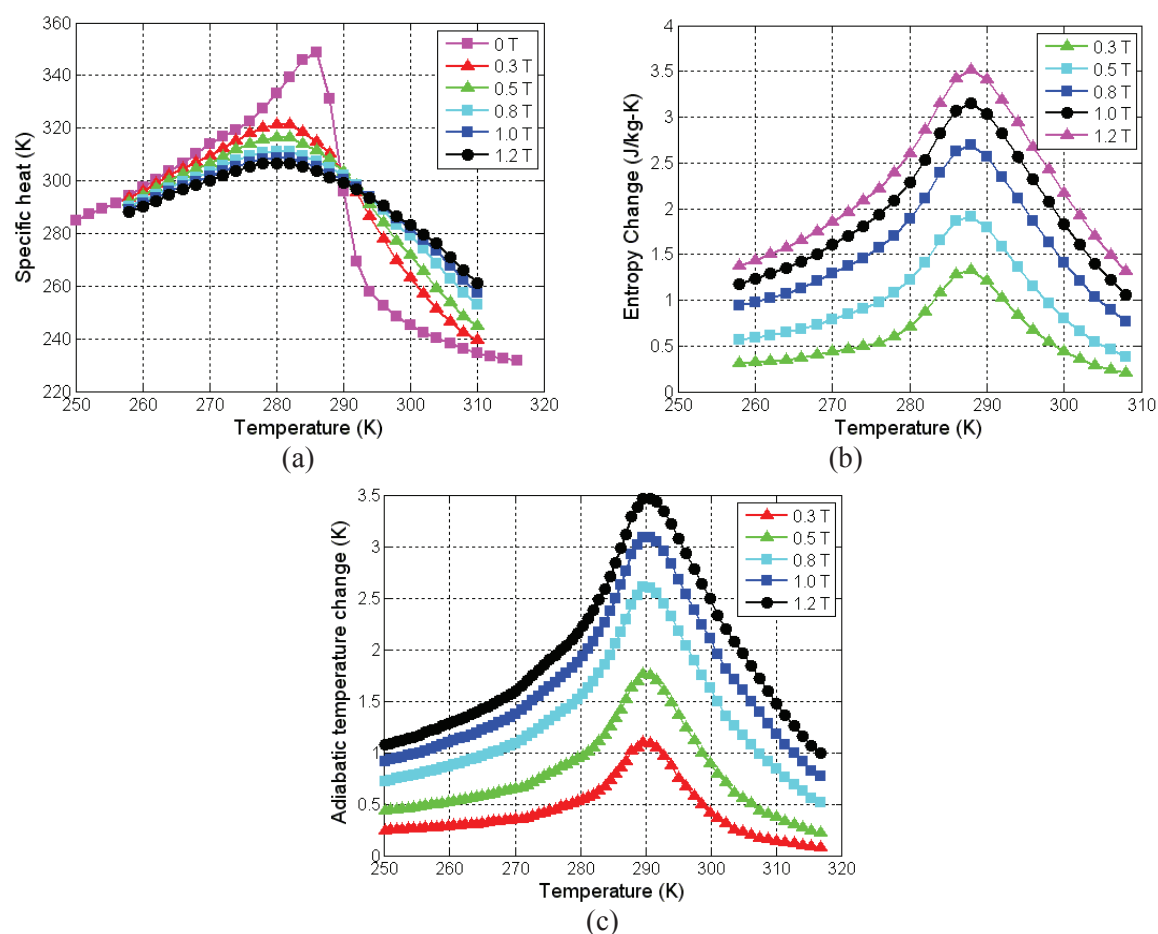 360
340
320
300
280
260
240
220
250 260 270 280 290 300 310 320
Specific heat (K)
Temperature (K)
0 T
0.3 T
0.5 T
0.8 T
1.0 T
1.2 T
(a)
4
3.5
3
2.5
2
1.5
1
0.5
0
250 260 270 280 290 300 310
Entropy Change (J/kg-K)
Temperature (K)
0.3 T
0.5 T
0.8 T
1.0 T
1.2 T
(b)
3.5
3
2.5
2
1.5
1
0.5
0
250 260 270 280 290 300 310 320
Adiabatic temperature change (K)
Temperature (K)
0.3 T
0.5 T
0.8 T
1.0 T
1.2 T
(c)